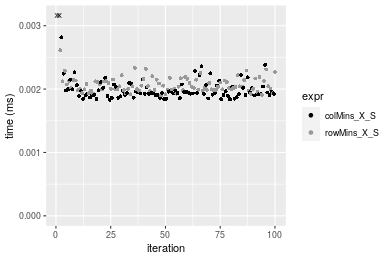 0.003
0.002
0.001
0.000
time (ms)
0
25
50
75
100
iteration
expr
colMins_X_S
rowMins_X_S